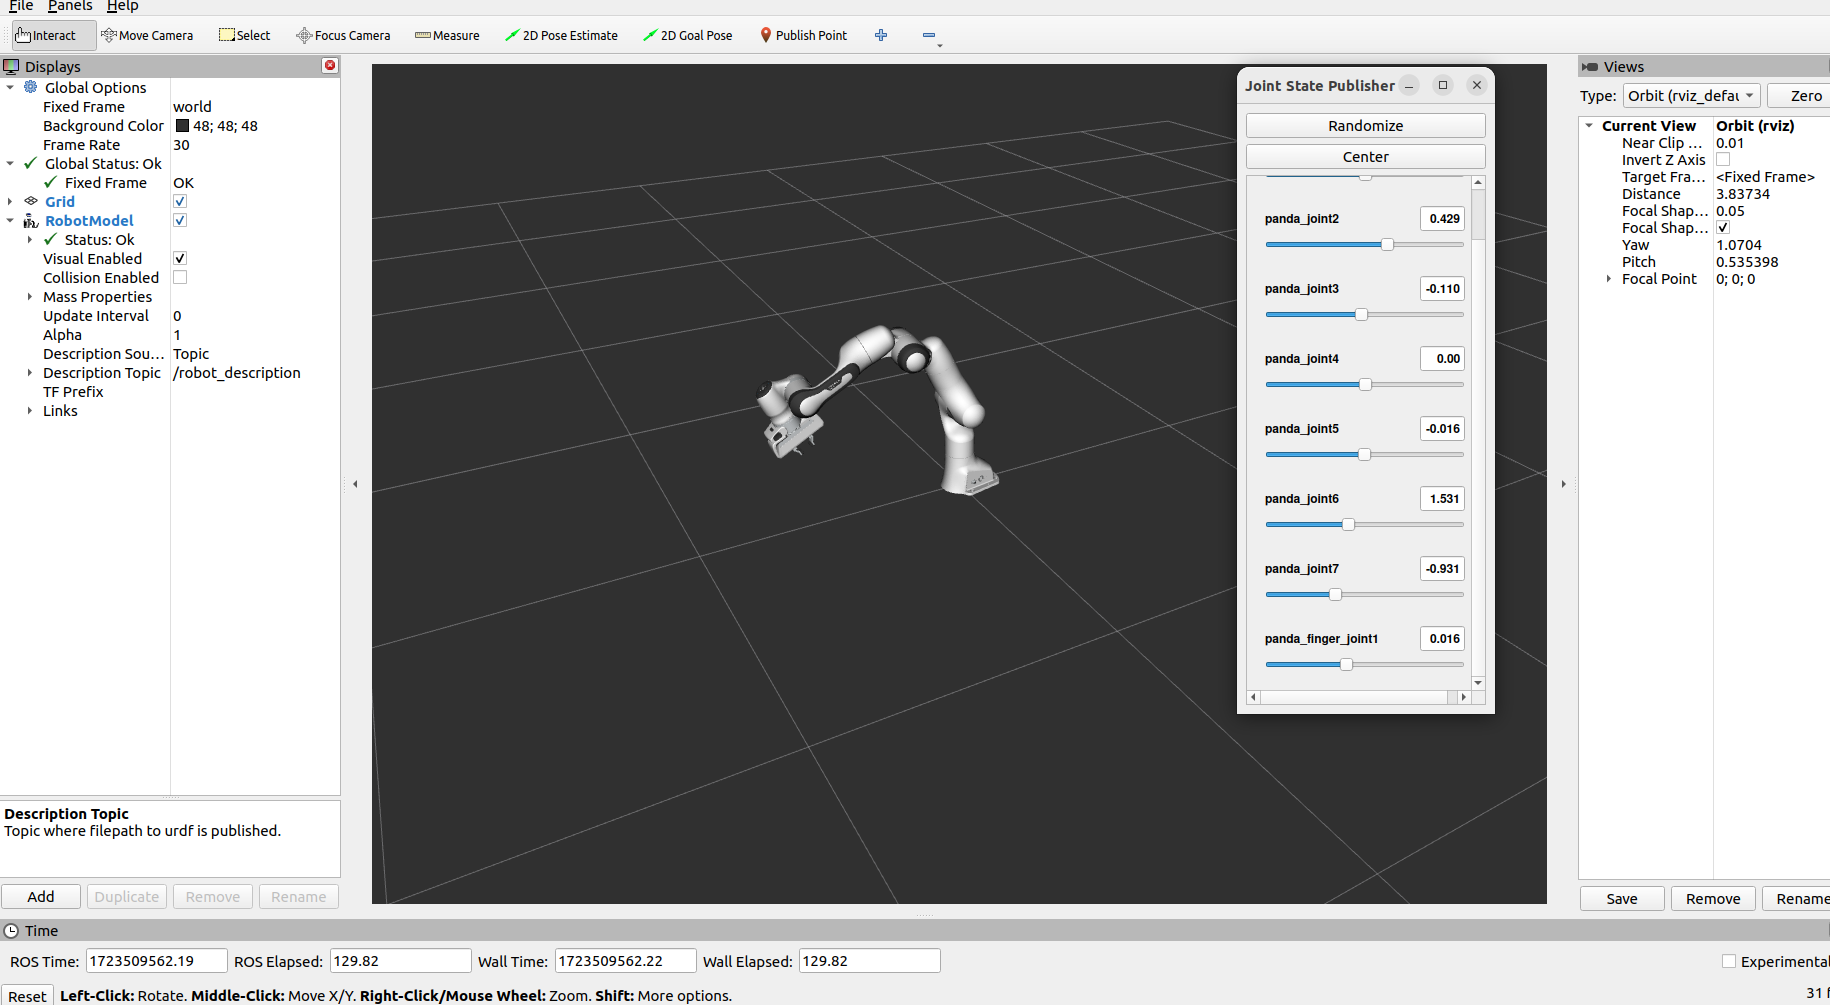 File Panels Help
Interact Move Camera Select Focus Camera Measure 2D Pose Estimate 2D Goal Pose Publish Point
Displays
Global Options
Fixed Frame world
Background Color 48; 48; 48
Frame Rate 30
Global Status: Ok
Fixed Frame OK
Grid
RobotModel
Status: Ok
Visual Enabled
Collision Enabled
Mass Properties
Update Interval 0
Alpha 1
Description Sou... Topic
Description Topic /robot_description
TF Prefix
Links
Description Topic
Topic where filepath to urdf is published.
Add Duplicate Remove Rename
Joint State Publisher
Randomize
Center
panda_joint2 0.429
panda_joint3 -0.110
panda_joint4 0.00
panda_joint5 -0.016
panda_joint6 1.531
panda_joint7 -0.931
panda_finger_joint1 0.016
Views
Type: Orbit (rviz_defau Zero
Current View Orbit (rviz)
Near Clip ... 0.01
Invert Z Axis
Target Fra... <Fixed Frame>
Distance 3.83734
Focal Shap... 0.05
Focal Shap...
Yaw 1.0704
Pitch 0.535398
Focal Point 0; 0; 0
Save Remove Rename
Time
ROS Time: 1723509562.19 ROS Elapsed: 129.82 Wall Time: 1723509562.22 Wall Elapsed: 129.82 Experimental
Reset Left-Click: Rotate. Middle-Click: Move X/Y. Right-Click/Mouse Wheel: Zoom. Shift: More options. 31 f